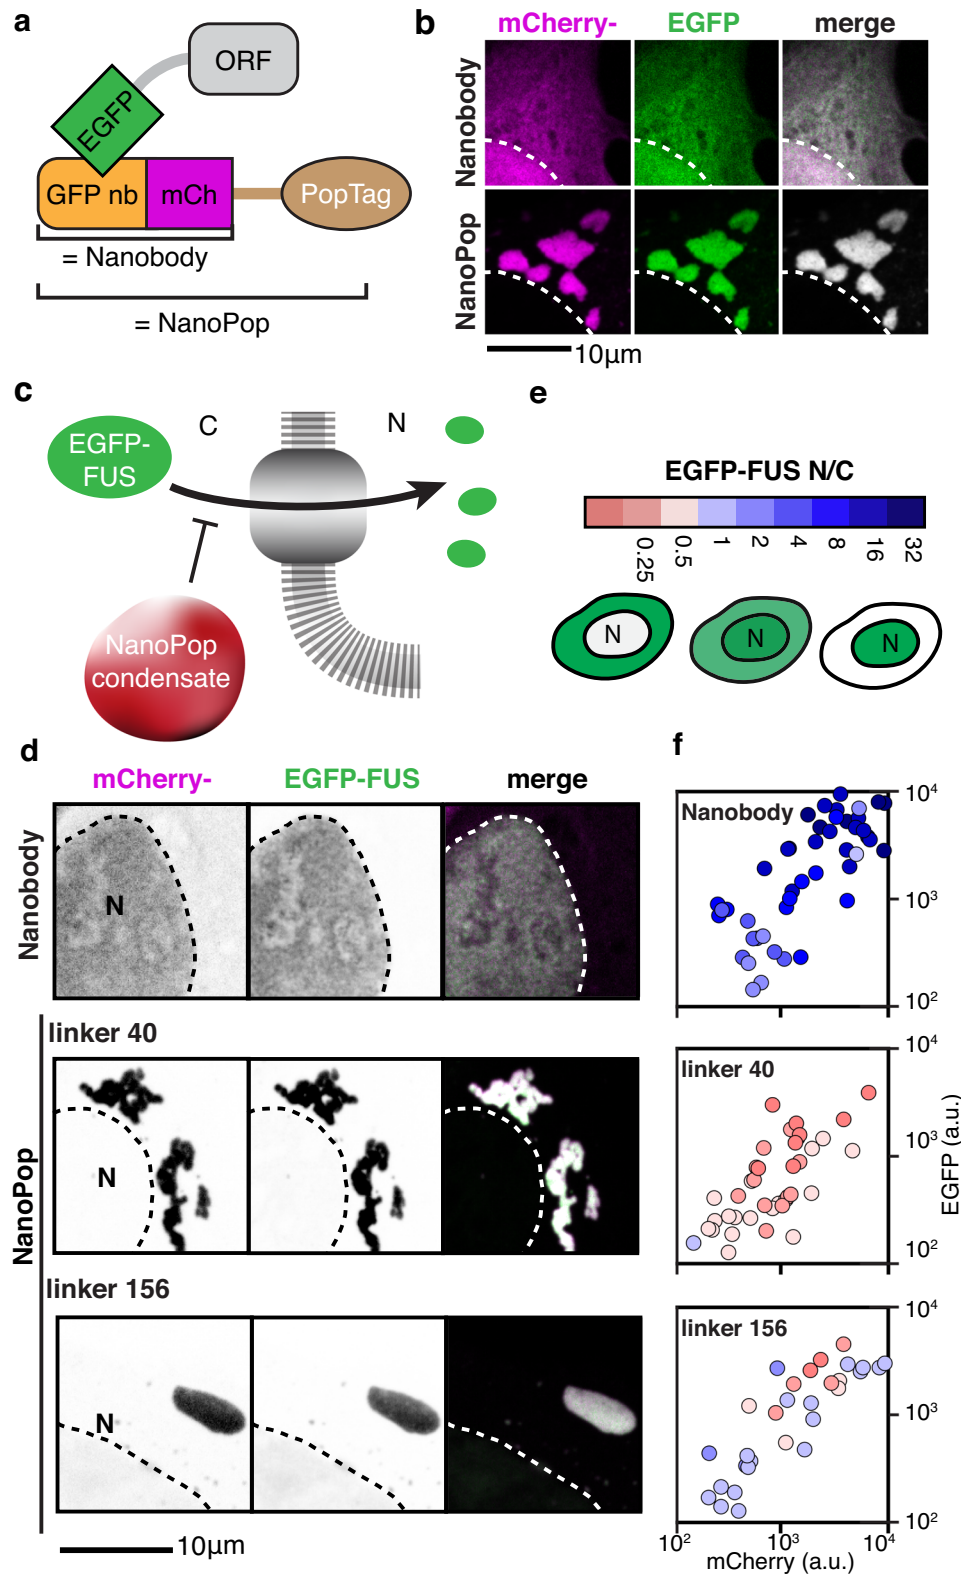 a
ORF
EGFP
GFP nb
mCh
PopTag
= Nanobody
= NanoPop
b
mCherry-
EGFP
merge
Nanobody
NanoPop
10µm
c
EGFP-
FUS
C
N
NanoPop
condensate
e
EGFP-FUS N/C
0.25
0.5
1
2
4
8
16
32
N
N
N
d
mCherry-
EGFP-FUS
merge
Nanobody
N
NanoPop
linker 40
N
linker 156
N
10µm
f
Nanobody
10⁴
10³
10²
linker 40
10⁴
10³
10²
EGFP (a.u.)
linker 156
10⁴
10³
10²
10² 10³ 10⁴
mCherry (a.u.)